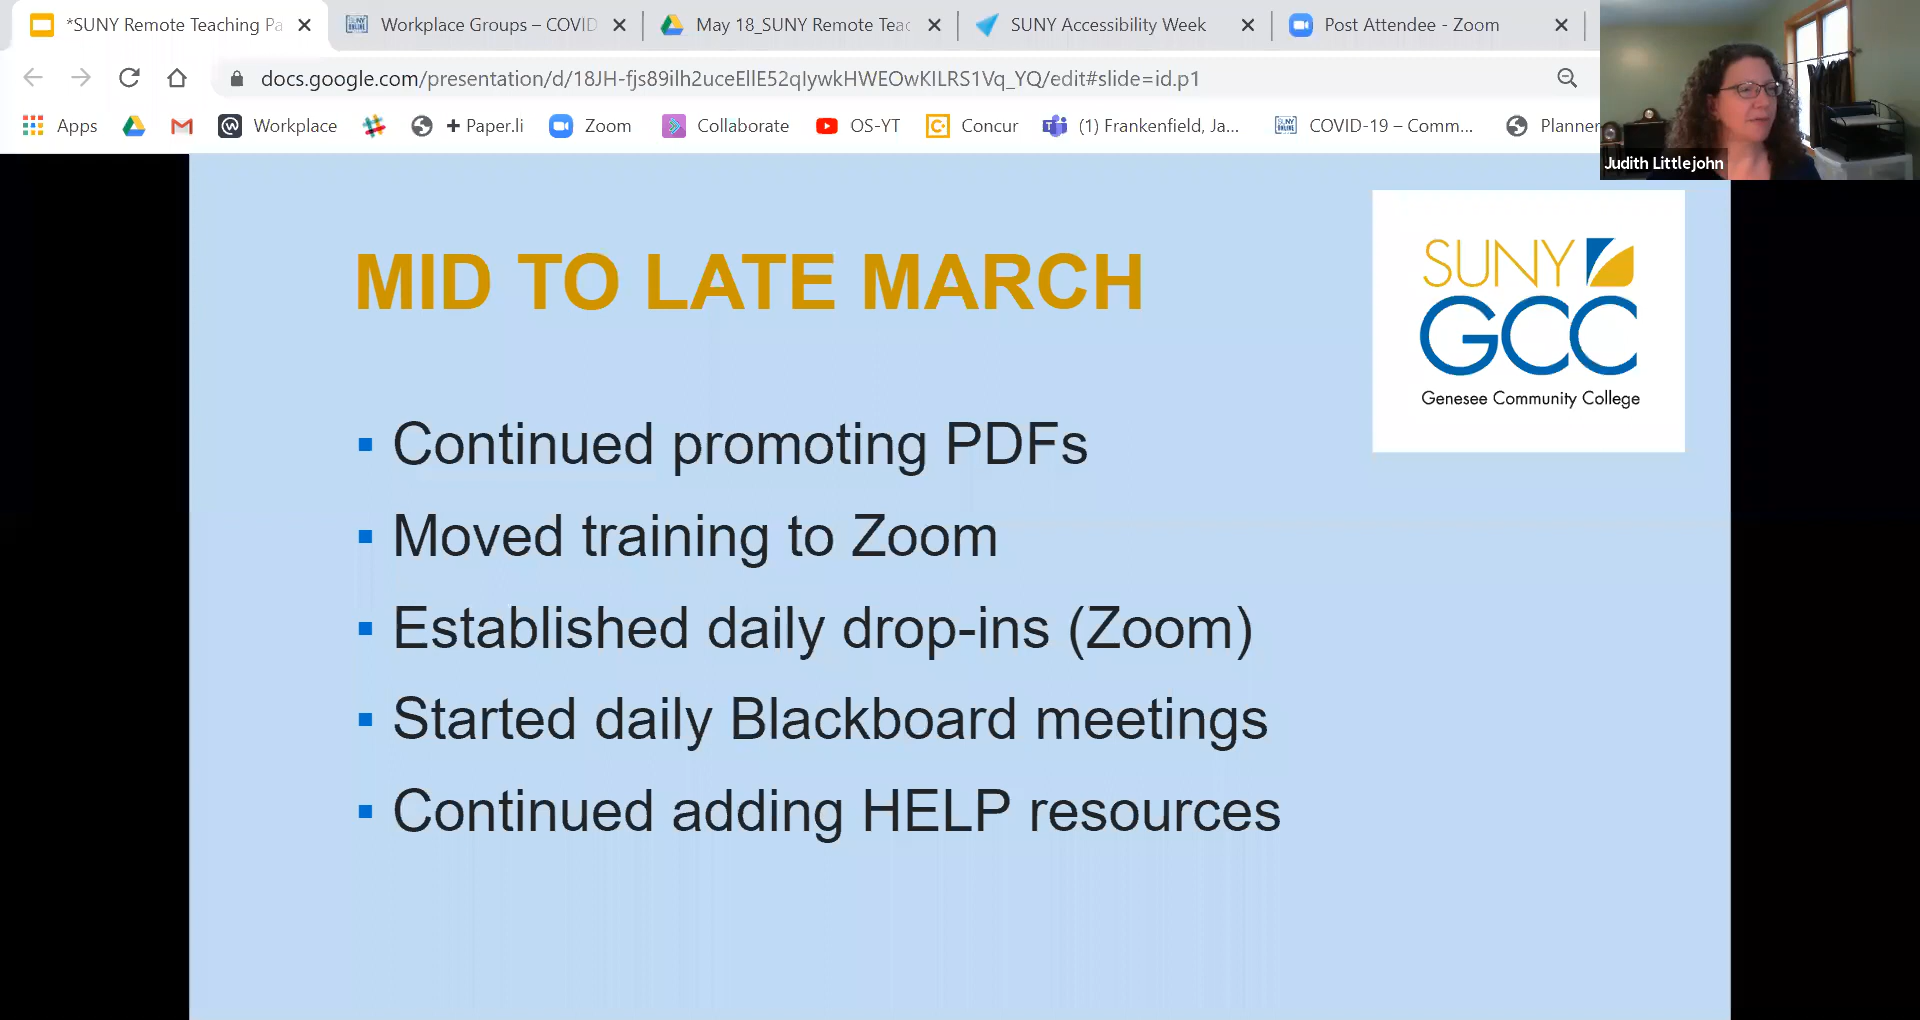 *SUNY Remote Teaching Pa
Workplace Groups – COVID
May 18_SUNY Remote Teac
SUNY Accessibility Week
Post Attendee - Zoom
docs.google.com/presentation/d/18JH-fjs89ilh2uceEllE52qIywkHWEOwKILRS1Vq_YQ/edit#slide=id.p1
Apps
Workplace
+ Paper.li
Zoom
Collaborate
OS-YT
Concur
(1) Frankenfield, Ja...
COVID-19 – Comm...
Planner
Judith Littlejohn
MID TO LATE MARCH
SUNY
GCC
Genesee Community College
▪ Continued promoting PDFs
▪ Moved training to Zoom
▪ Established daily drop-ins (Zoom)
▪ Started daily Blackboard meetings
▪ Continued adding HELP resources